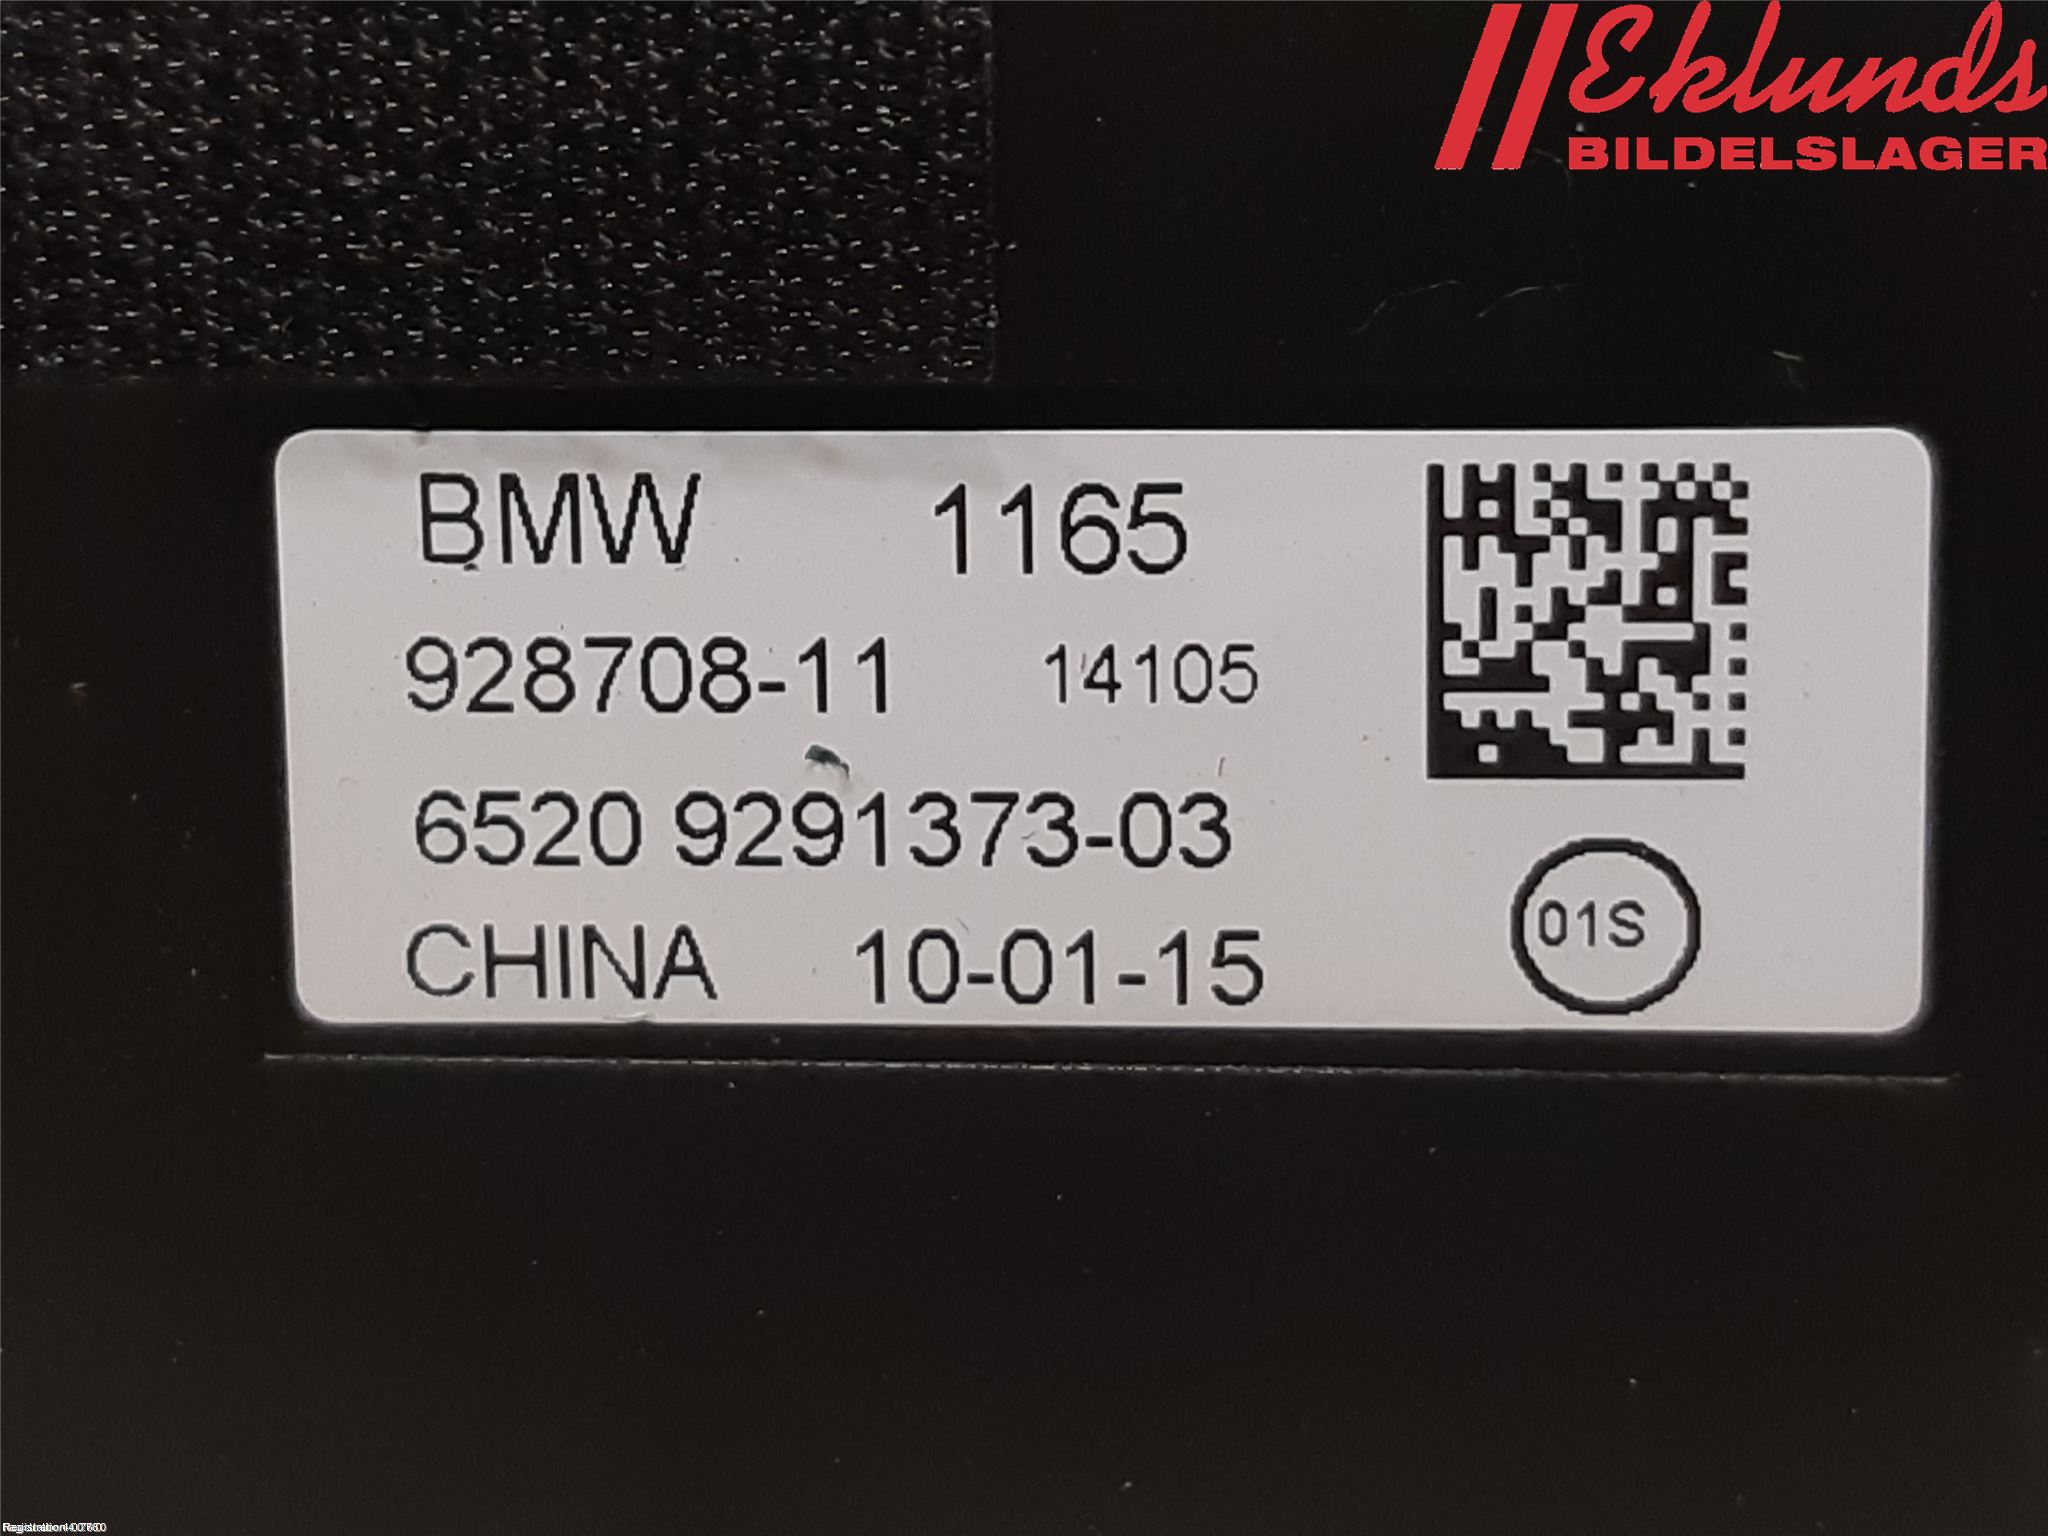 Eklunds
BILDELSLAGER
BMW 1165
928708-11 14105
6520 9291373-03
CHINA 10-01-15
01S